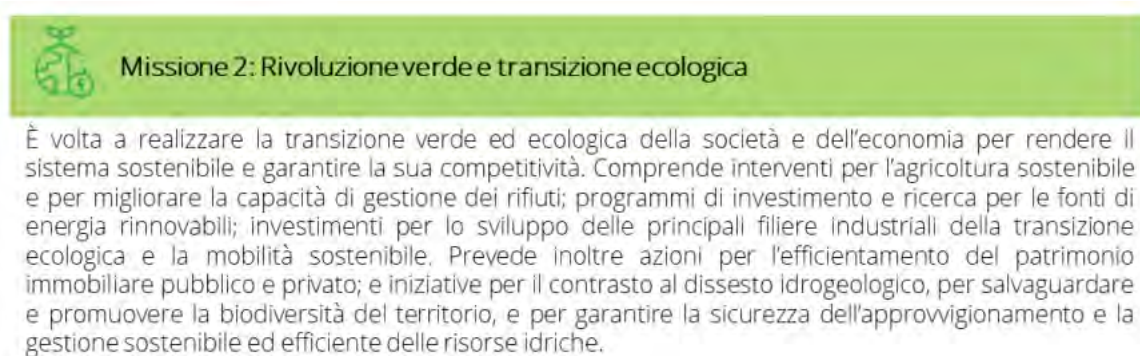 Missione 2: Rivoluzione verde e transizione ecologica
È volta a realizzare la transizione verde ed ecologica della società e dell'economia per rendere il
sistema sostenibile e garantire la sua competitività. Comprende interventi per l'agricoltura sostenibile
e per migliorare la capacità di gestione dei rifiuti; programmi di investimento e ricerca per le fonti di
energia rinnovabili; investimenti per lo sviluppo delle principali filiere industriali della transizione
ecologica e la mobilità sostenibile. Prevede inoltre azioni per l'efficientamento del patrimonio
immobiliare pubblico e privato; e iniziative per il contrasto al dissesto idrogeologico, per salvaguardare
e promuovere la biodiversità del territorio, e per garantire la sicurezza dell'approvvigionamento e la
gestione sostenibile ed efficiente delle risorse idriche.